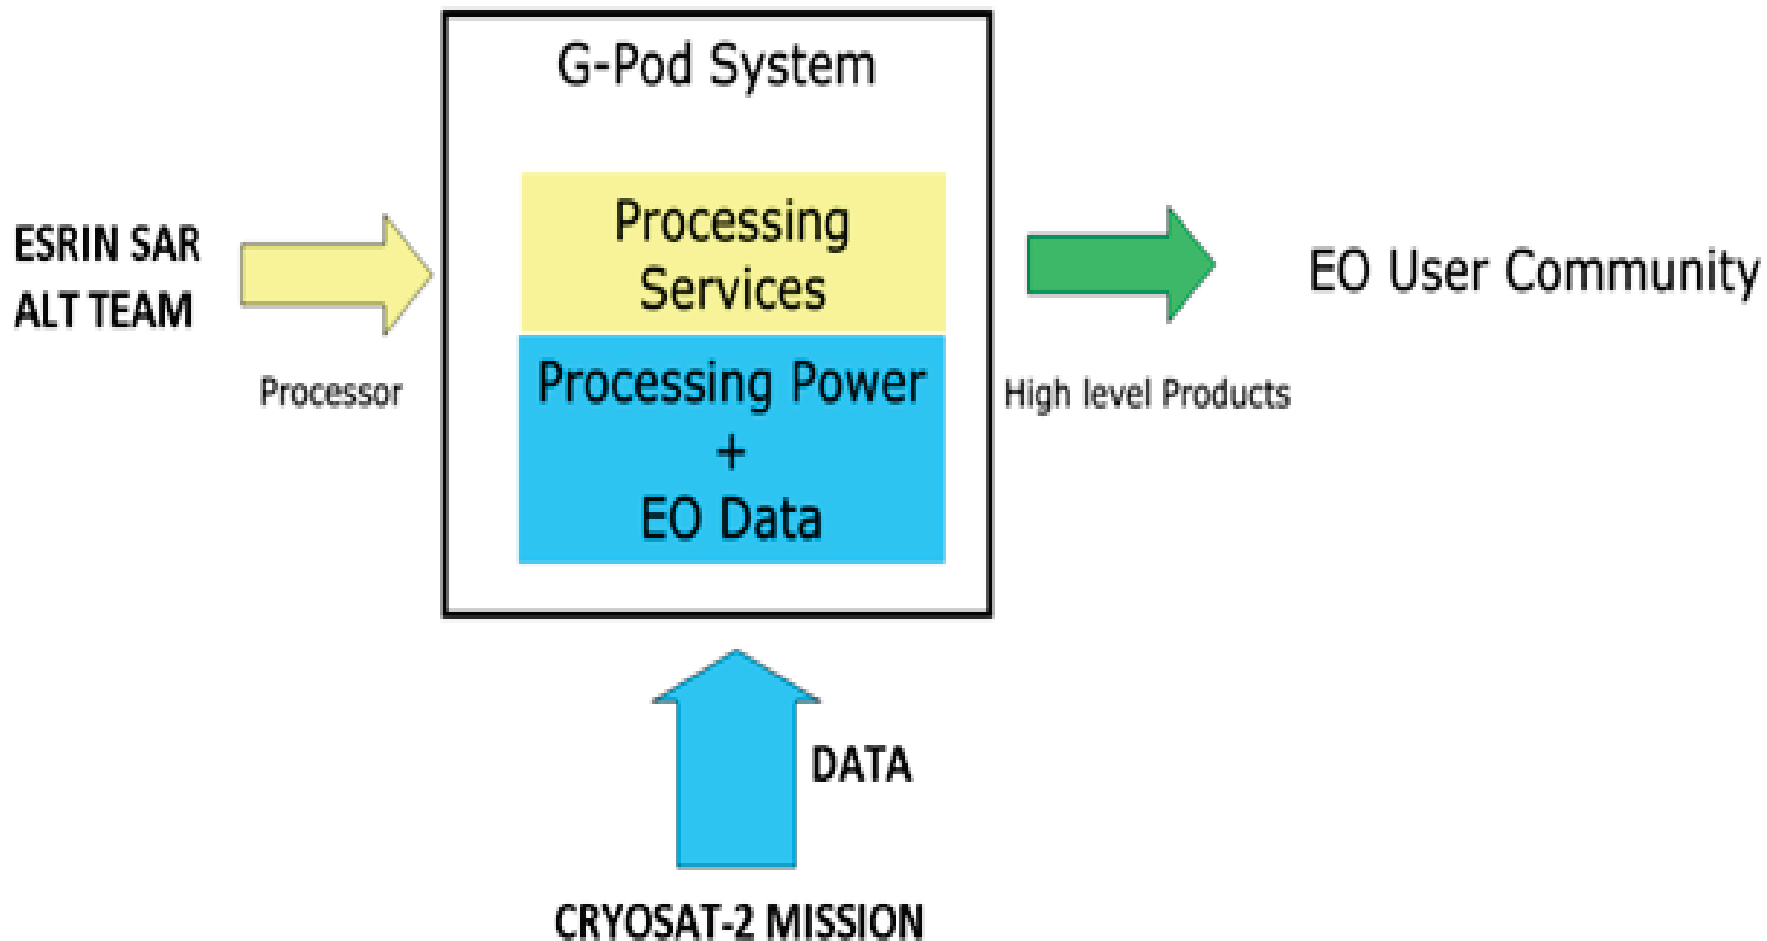 G-Pod System
ESRIN SAR
ALT TEAM
Processor
Processing
Services
Processing Power
+
EO Data
High level Products
EO User Community
DATA
CRYOSAT-2 MISSION